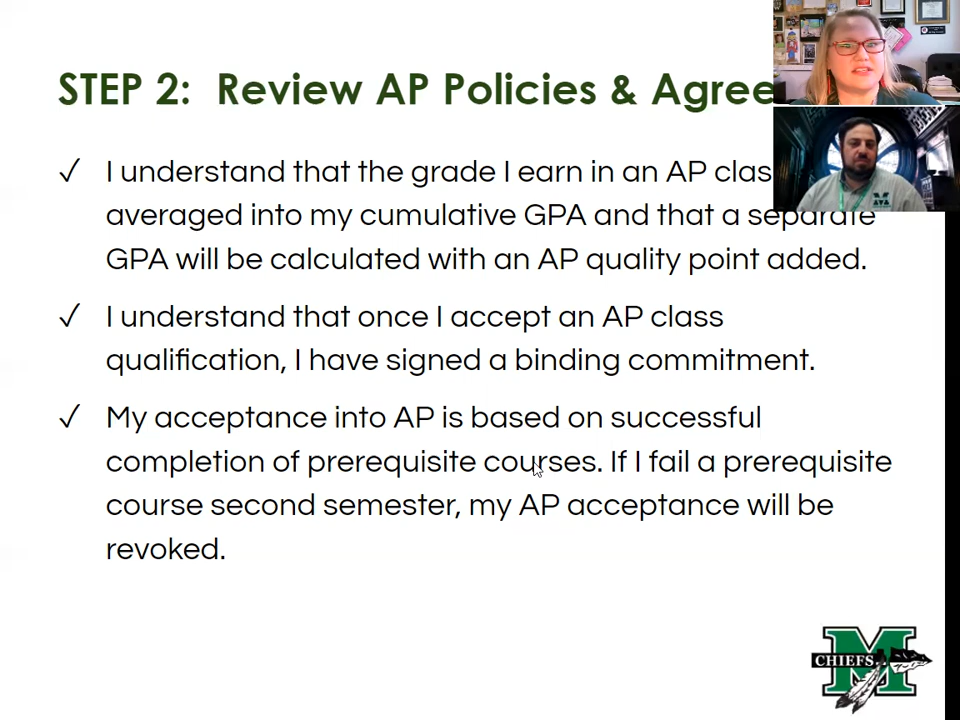 STEP 2: Review AP Policies & Agree
✓ I understand that the grade I earn in an AP clas
averaged into my cumulative GPA and that a separate
GPA will be calculated with an AP quality point added.
✓ I understand that once I accept an AP class
qualification, I have signed a binding commitment.
✓ My acceptance into AP is based on successful
completion of prerequisite courses. If I fail a prerequisite
course second semester, my AP acceptance will be
revoked.
M
CHIEFS